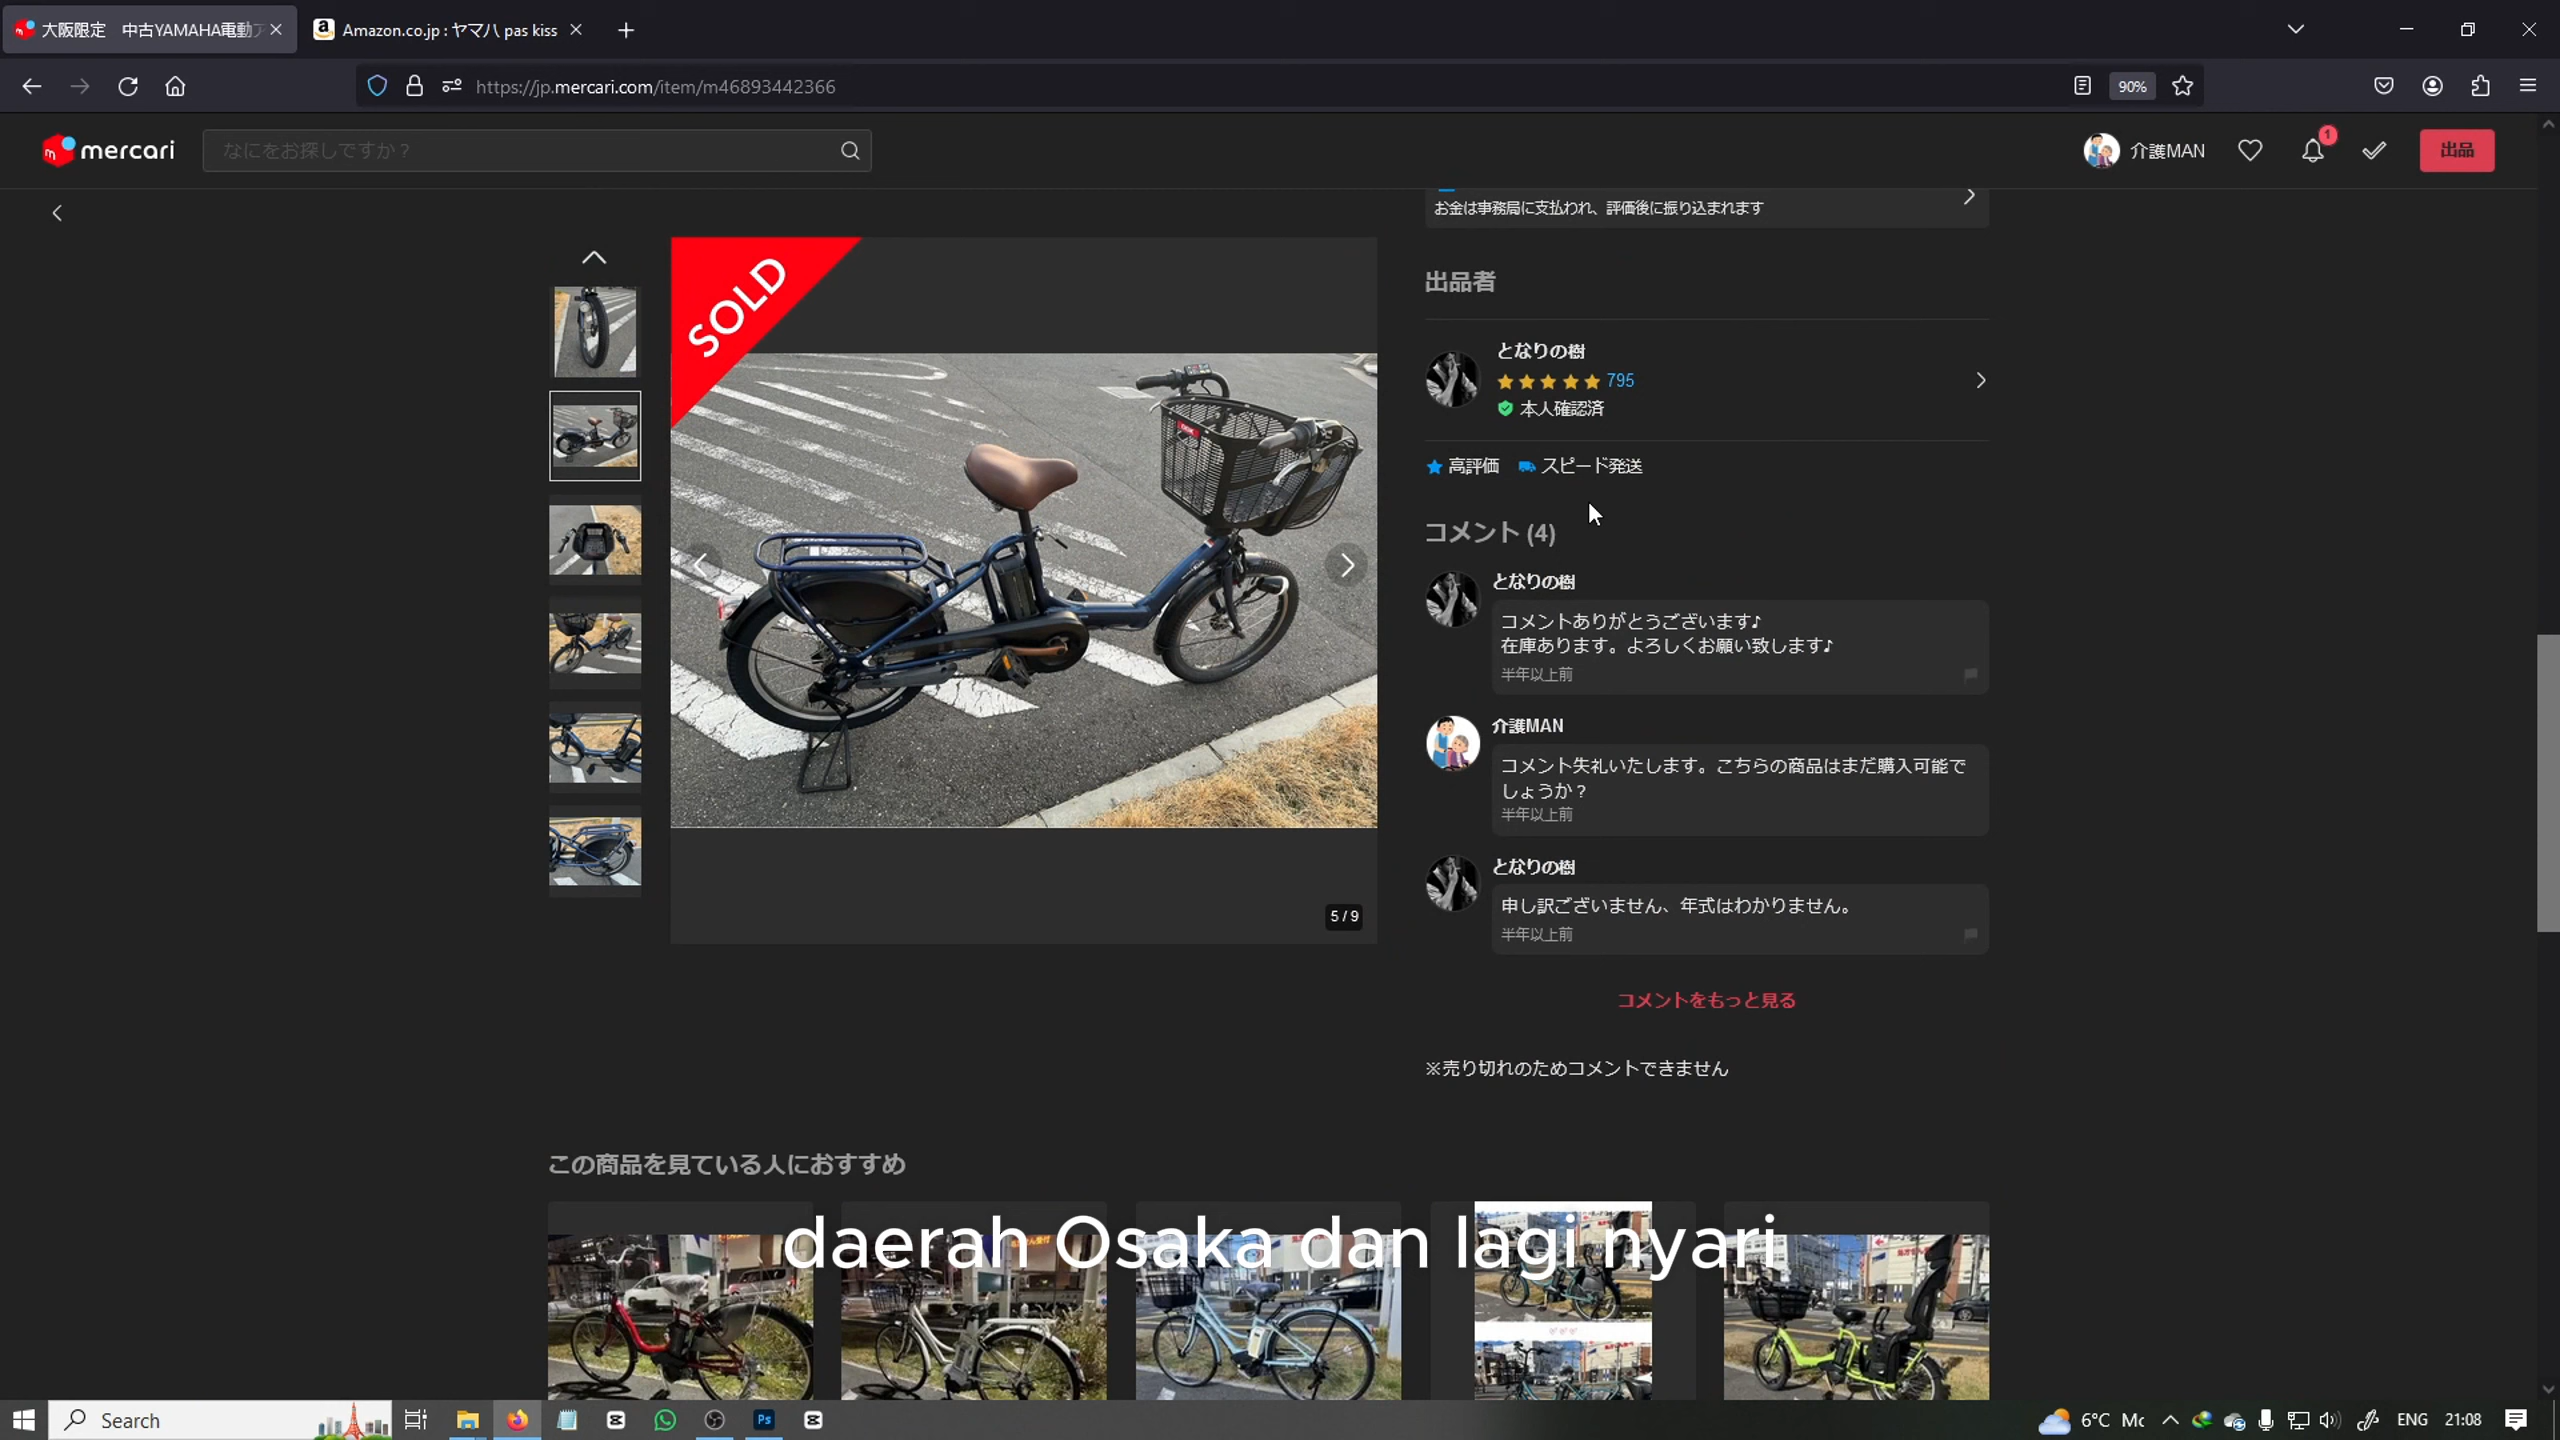 大阪限定 中古YAMAHA電動ア
Amazon.co.jp : ヤマハ pas kiss
https://jp.mercari.com/item/m46893442366
90%
mercari
なにをお探しですか?
介護MAN
1
出品
お金は事務局に支払われ、評価後に振り込まれます
SOLD
5 / 9
出品者
となりの樹
795
本人確認済
高評価 スピード発送
コメント (4)
となりの樹
コメントありがとうございます♪
在庫あります。よろしくお願い致します♪
半年以上前
介護MAN
コメント失礼いたします。こちらの商品はまだ購入可能で
しょうか？
半年以上前
となりの樹
申し訳ございません、年式はわかりません。
半年以上前
コメントをもっと見る
※売り切れのためコメントできません
この商品を見ている人におすすめ
daerah Osaka dan lagi nyari
Search
Ps
6°C Mc
ENG
21:08